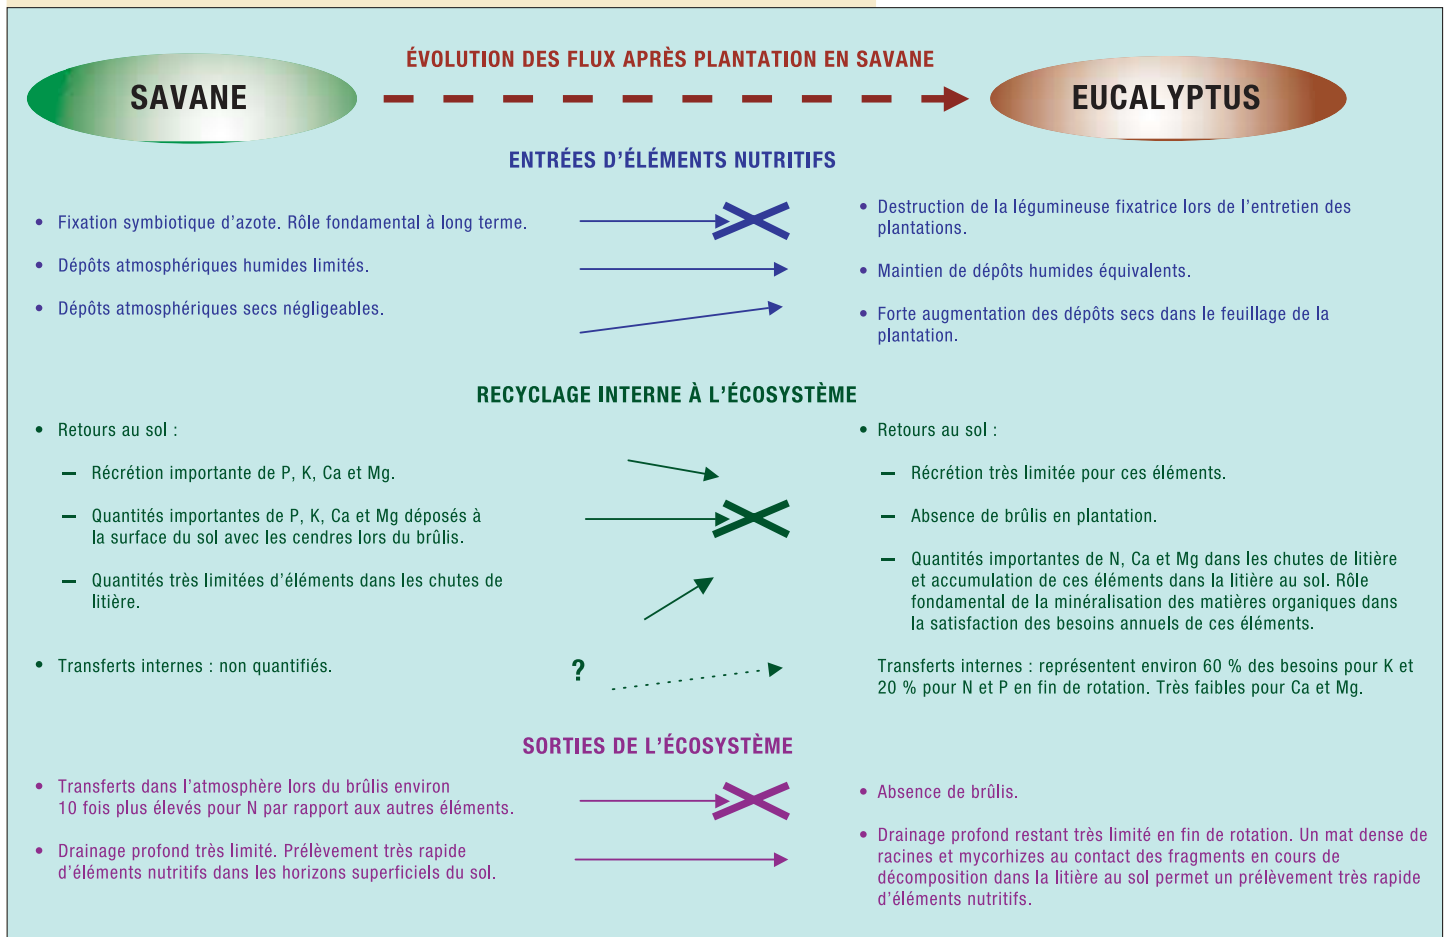 ÉVOLUTION DES FLUX APRÈS PLANTATION EN SAVANE
SAVANE
EUCALYPTUS
ENTRÉES D'ÉLÉMENTS NUTRITIFS
• Fixation symbiotique d'azote. Rôle fondamental à long terme.
• Dépôts atmosphériques humides limités.
• Dépôts atmosphériques secs négligeables.
• Destruction de la légumineuse fixatrice lors de l'entretien des
plantations.
• Maintien de dépôts humides équivalents.
• Forte augmentation des dépôts secs dans le feuillage de la
plantation.
RECYCLAGE INTERNE À L'ÉCOSYSTÈME
• Retours au sol :
– Récrétion importante de P, K, Ca et Mg.
– Quantités importantes de P, K, Ca et Mg déposés à
la surface du sol avec les cendres lors du brûlis.
– Quantités très limitées d'éléments dans les chutes de
litière.
• Transferts internes : non quantifiés.
?
• Retours au sol :
– Récrétion très limitée pour ces éléments.
– Absence de brûlis en plantation.
– Quantités importantes de N, Ca et Mg dans les chutes de litière
et accumulation de ces éléments dans la litière au sol. Rôle
fondamental de la minéralisation des matières organiques dans
la satisfaction des besoins annuels de ces éléments.
Transferts internes : représentent environ 60 % des besoins pour K et
20 % pour N et P en fin de rotation. Très faibles pour Ca et Mg.
SORTIES DE L'ÉCOSYSTÈME
• Transferts dans l'atmosphère lors du brûlis environ
10 fois plus élevés pour N par rapport aux autres éléments.
• Drainage profond très limité. Prélèvement très rapide
d'éléments nutritifs dans les horizons superficiels du sol.
• Absence de brûlis.
• Drainage profond restant très limité en fin de rotation. Un mat dense de
racines et mycorhizes au contact des fragments en cours de
décomposition dans la litière au sol permet un prélèvement très rapide
d'éléments nutritifs.